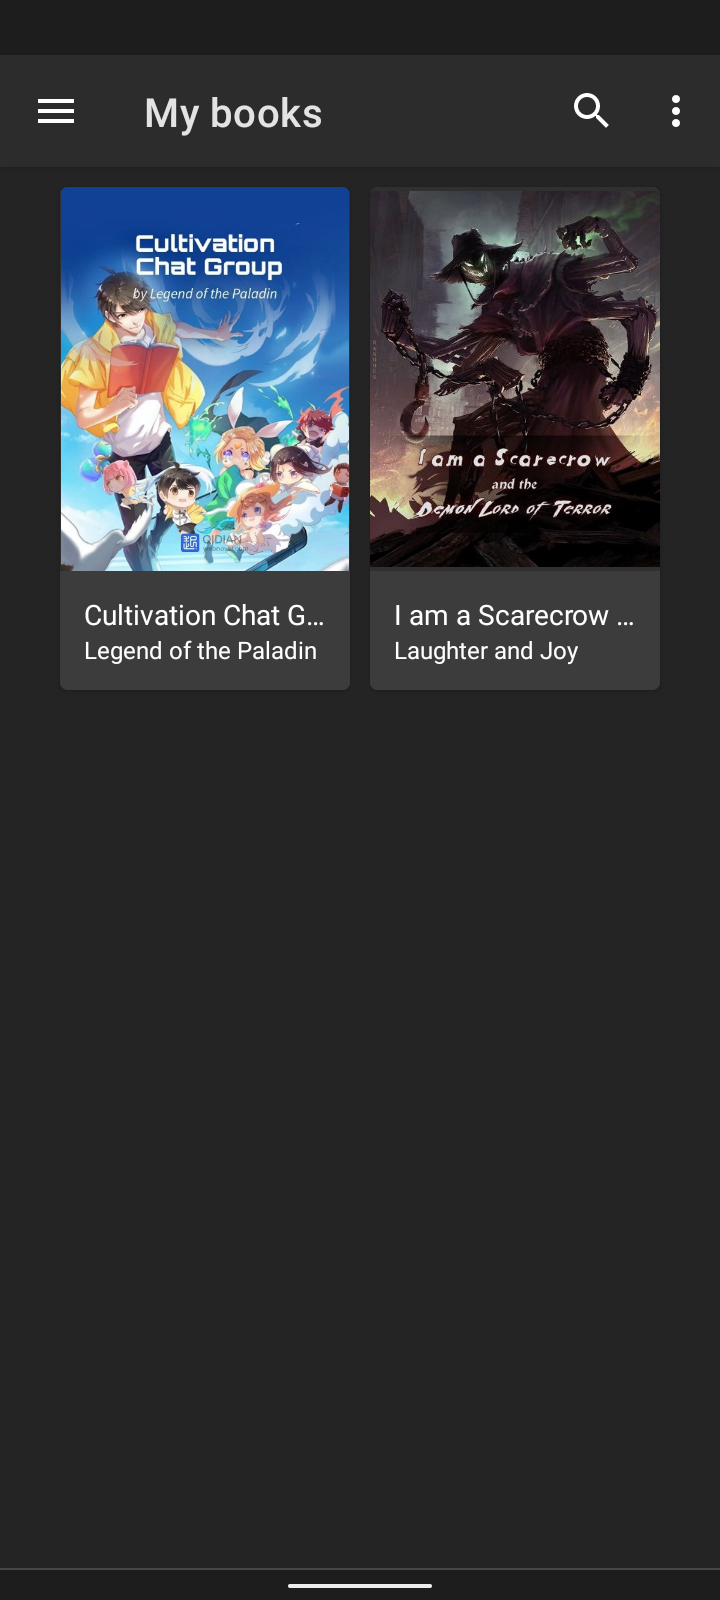 My books
Cultivation
Chat Group
by Legend of the Paladin
QIDIAN
I am a Scarecrow
and the
Demon Lord of Terror
Cultivation Chat G...
Legend of the Paladin
I am a Scarecrow ...
Laughter and Joy